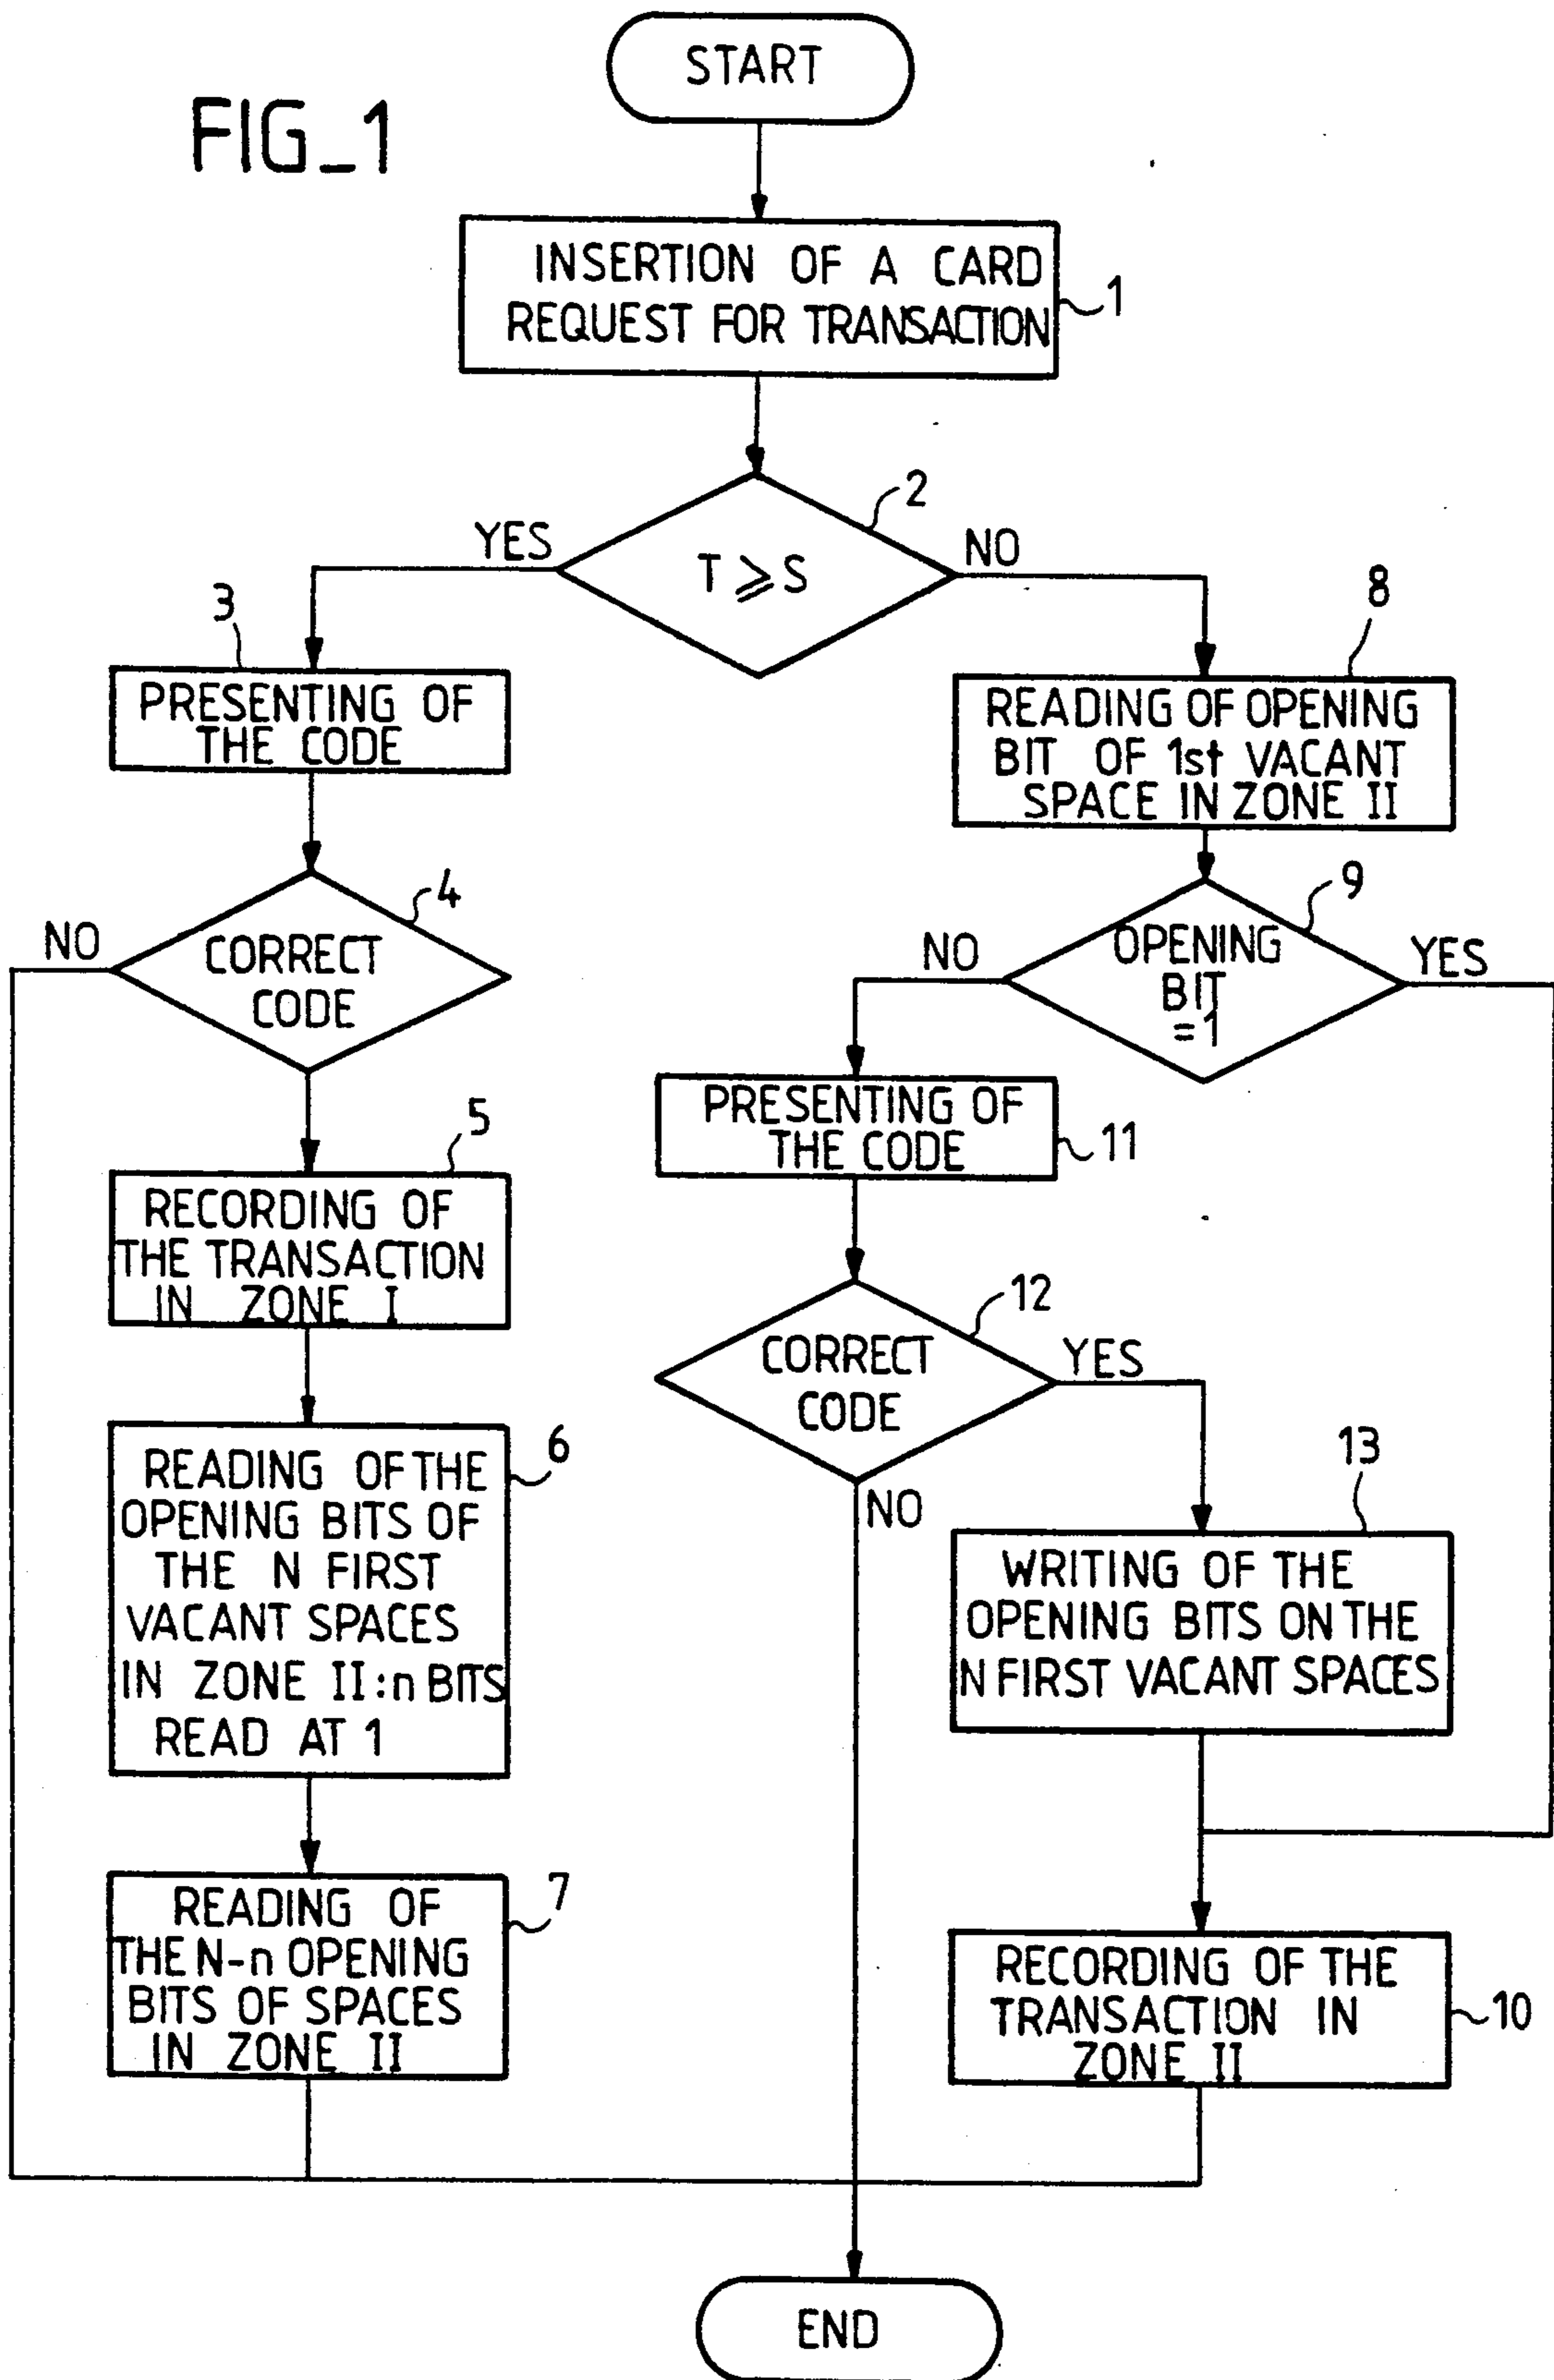 START
FIG_1
INSERTION OF A CARD
REQUEST FOR TRANSACTION
1
2
YES
T ⩾ S
NO
3
PRESENTING OF
THE CODE
8
READING OF OPENING
BIT OF 1st VACANT
SPACE IN ZONE II
4
NO
CORRECT
CODE
9
NO
OPENING
BIT
=1
YES
PRESENTING OF
THE CODE
11
5
RECORDING OF
THE TRANSACTION
IN ZONE I
12
CORRECT
CODE
YES
NO
6
READING OF THE
OPENING BITS OF
THE N FIRST
VACANT SPACES
IN ZONE II:n BITS
READ AT 1
13
WRITING OF THE
OPENING BITS ON THE
N FIRST VACANT SPACES
7
READING OF
THE N-n OPENING
BITS OF SPACES
IN ZONE II
RECORDING OF THE
TRANSACTION IN
ZONE II
10
END